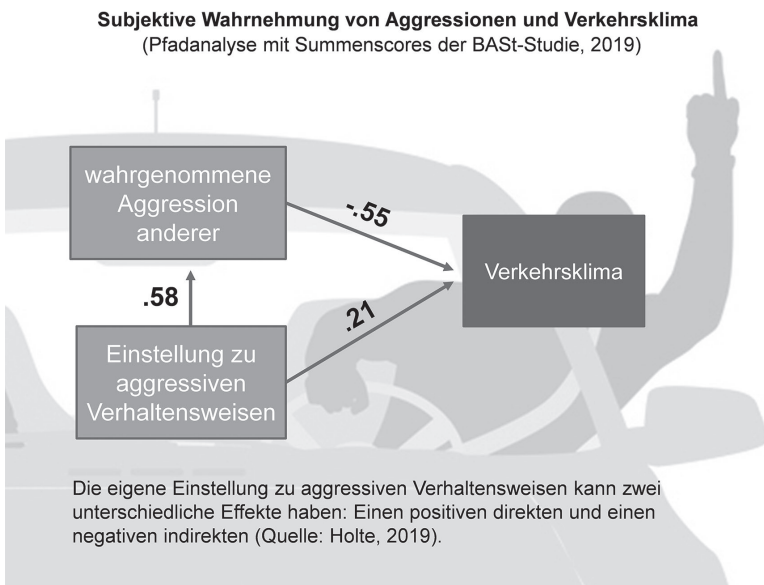 Subjektive Wahrnehmung von Aggressionen und Verkehrsklima
(Pfadanalyse mit Summenscores der BASt-Studie, 2019)
wahrgenommene
Aggression
anderer
-.55
Verkehrsklima
.58
.21
Einstellung zu
aggressiven
Verhaltensweisen
Die eigene Einstellung zu aggressiven Verhaltensweisen kann zwei
unterschiedliche Effekte haben: Einen positiven direkten und einen
negativen indirekten (Quelle: Holte, 2019).